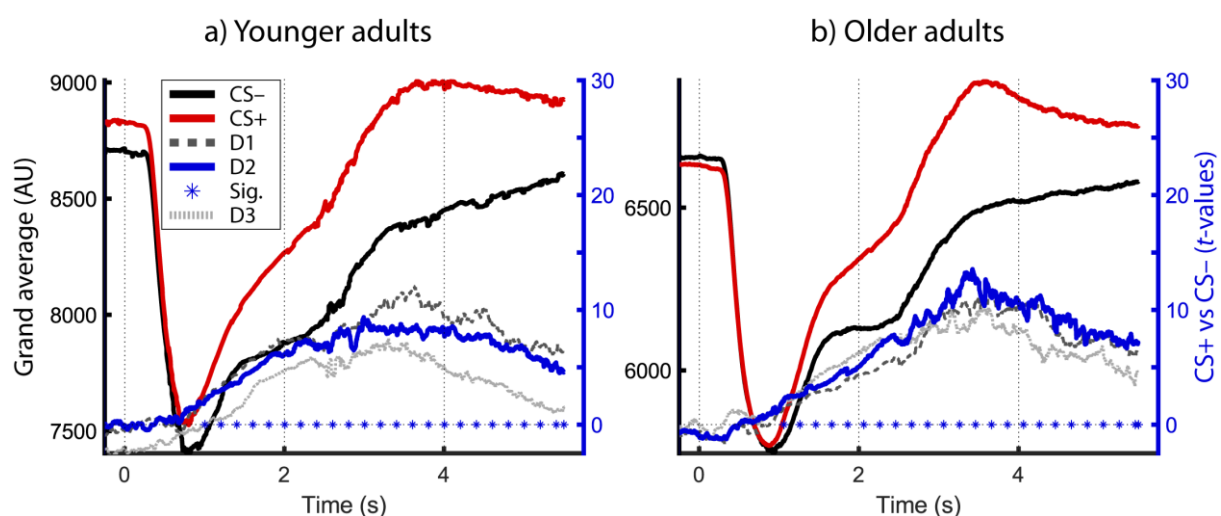 a) Younger adults
b) Older adults
Grand average (AU)
9000
8500
8000
7500
CS−
CS+
D1
D2
Sig.
D3
30
20
10
0
0
2
4
Time (s)
6500
6000
30
20
10
0
0
2
4
Time (s)
CS+ vs CS− (t-values)